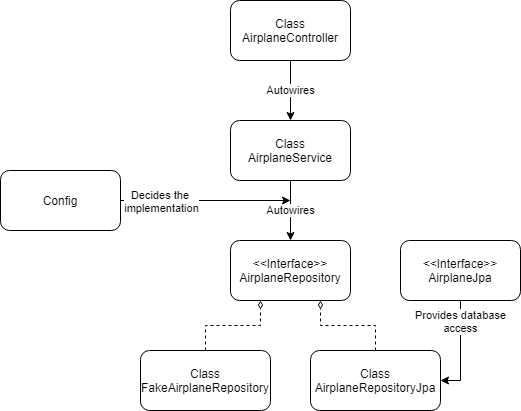 Class
AirplaneController
Autowires
Class
AirplaneService
Config
Decides the
implementation
Autowires
<<Interface>>
AirplaneRepository
<<Interface>>
AirplaneJpa
Provides database
access
Class
FakeAirplaneRepository
Class
AirplaneRepositoryJpa